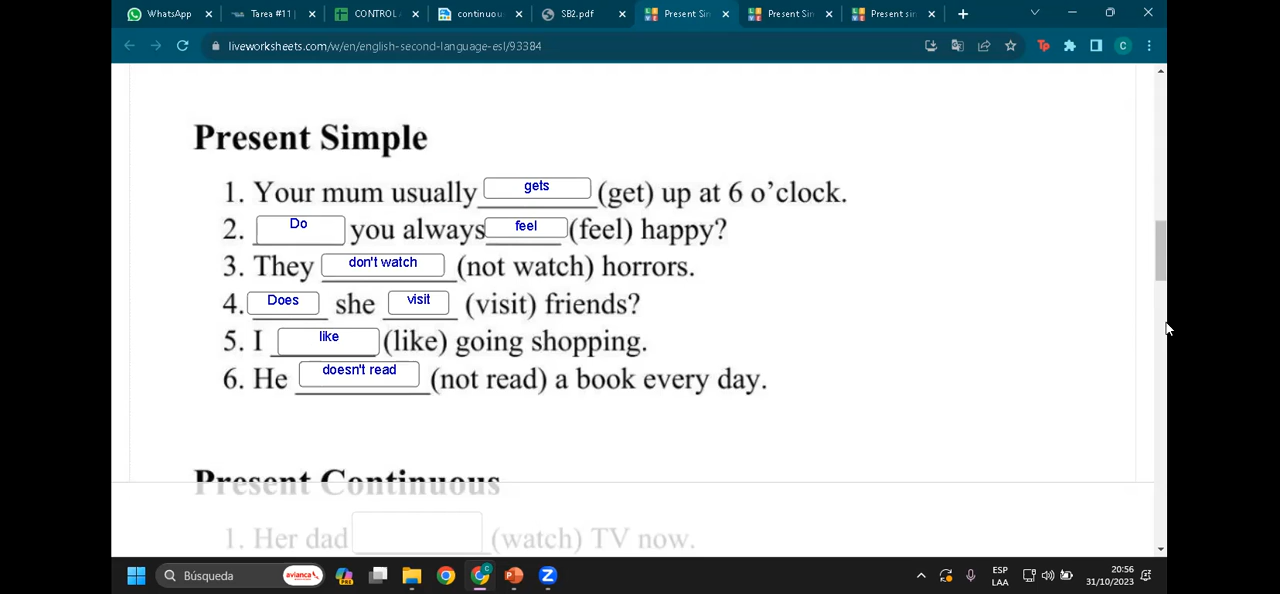 WhatsApp
Tarea #11 |
CONTROL
continuo
SB2.pdf
Present Sin
Present Sin
Present sin
liveworksheets.com/w/en/english-second-language-esl/93384
Tp
C
Present Simple
1. Your mum usually gets (get) up at 6 o’clock.
2. Do you always feel (feel) happy?
3. They don't watch (not watch) horrors.
4. Does she visit (visit) friends?
5. I like (like) going shopping.
6. He doesn't read (not read) a book every day.
Present Continuous
1. Her dad (watch) TV now.
Búsqueda
avianca
ESP
LAA
20:56
31/10/2023